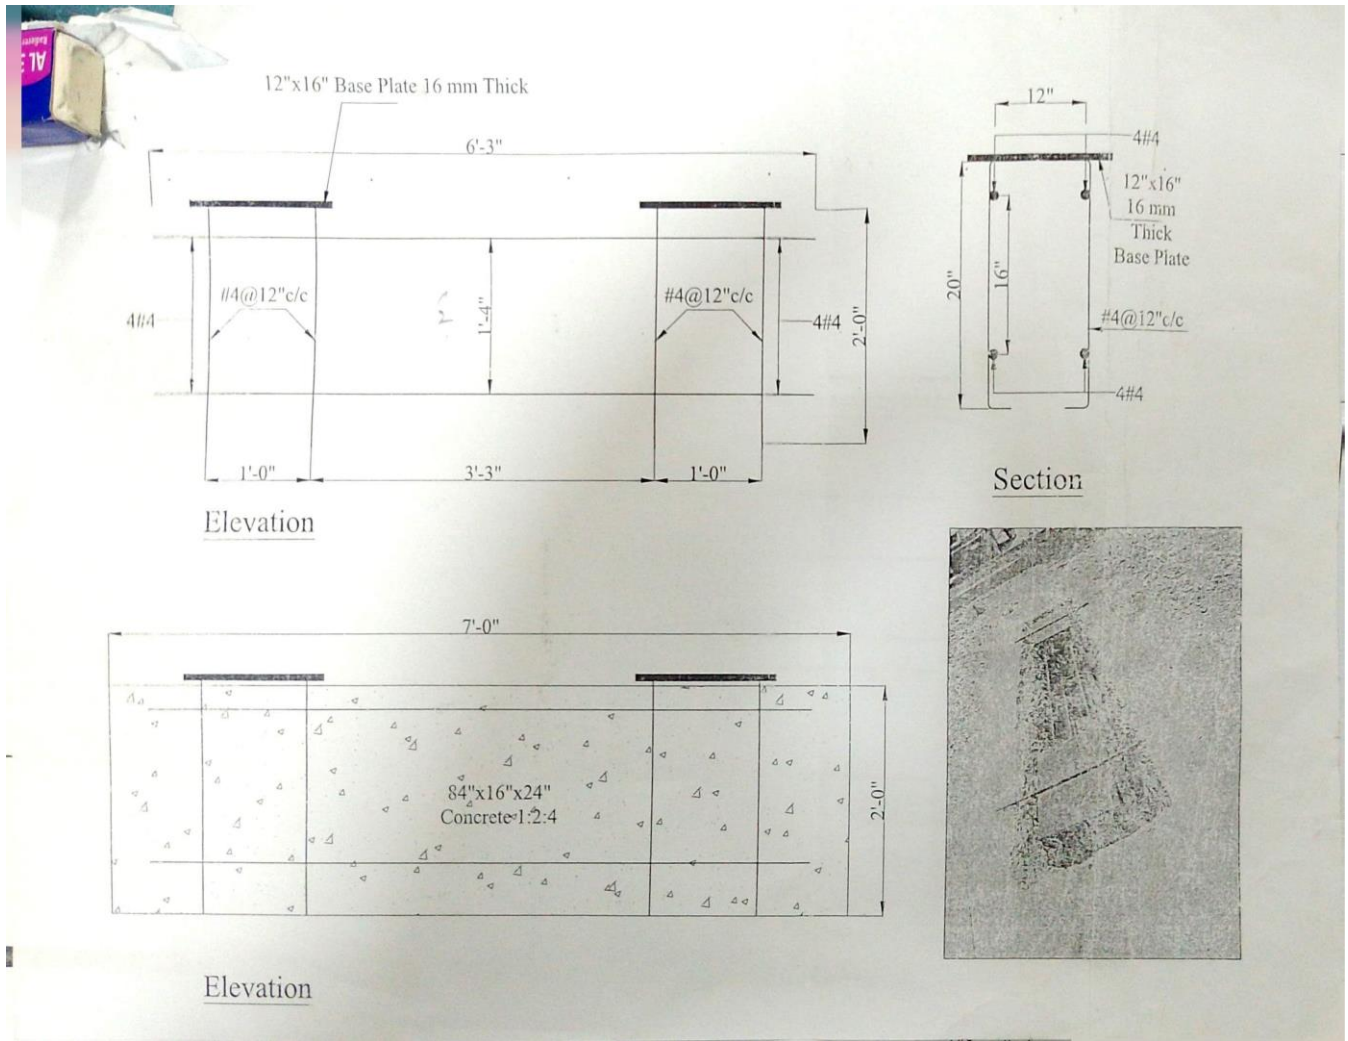 12"x16" Base Plate 16 mm Thick
6'-3"
#4@12"c/c
4#4
1'-4"
#4@12"c/c
4#4
2'-0"
1'-0"
3'-3"
1'-0"
Elevation
12"
4#4
12"x16"
16 mm
Thick
Base Plate
20"
16"
#4@12"c/c
4#4
Section
7'-0"
84"x16"x24"
Concrete 1:2:4
2'-0"
Elevation